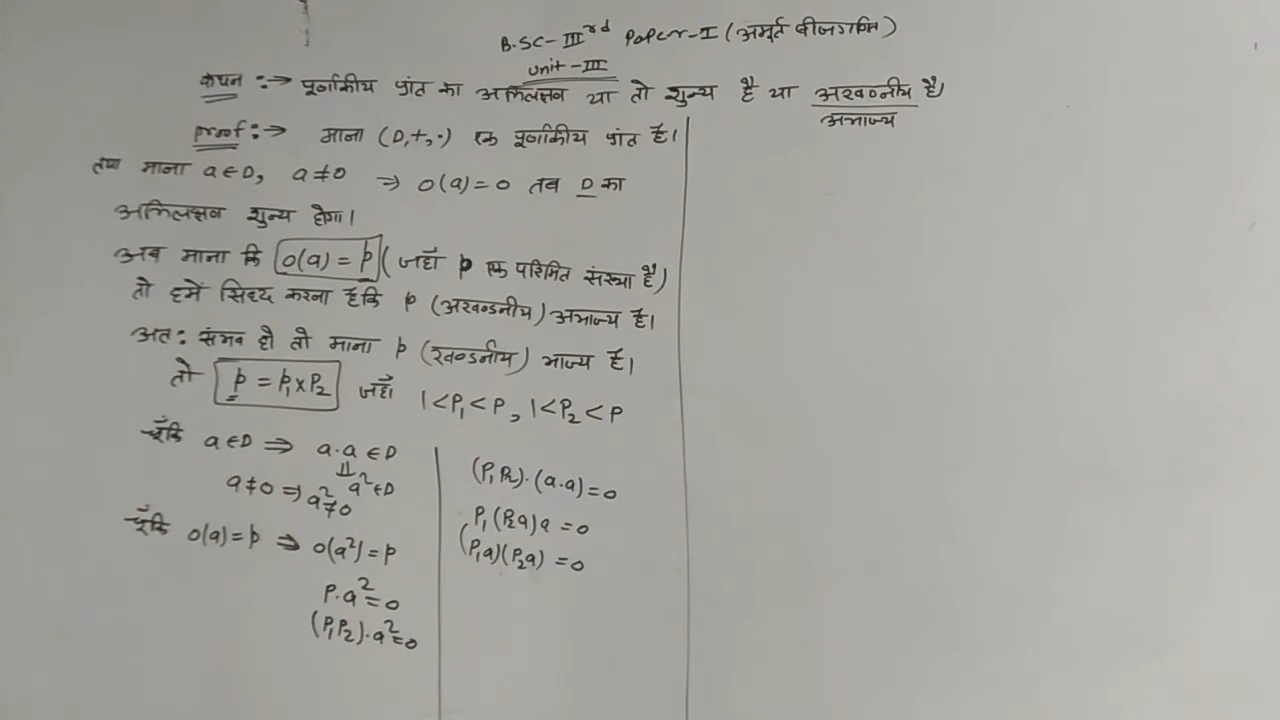 B.SC-IIIrd PaPer-I (अमूर्त बीजगणित)
Unit-III
कथन :→ पूर्णांकीय प्रांत का अभिलक्षण या तो शुन्य है या अखण्डनीय है।
अभाज्य
Proof :→ माना (D,+,·) एक पूर्णांकीय प्रांत है।
तथा माना a∈D, a≠0 ⇒ o(a)=0 तब D का
अभिलक्षण शुन्य होगा।
अब माना कि o(a) = p (जहाँ p एक परिमित संख्या है)
तो हमें सिध्द करना है कि p (अखण्डनीय) अभाज्य है।
अतः संभव हो तो माना p (खण्डनीय) भाज्य है।
तो p = p₁×P₂ जहाँ 1<P₁<P, 1<P₂<P
चूँकि a∈D ⇒ a.a∈D
a²∈D
a≠0 ⇒ a²≠0
चूँकि o(a)=p ⇒ o(a²)=p
P.a²=0
(P₁P₂).a²=0
(P₁P₂).(a.a)=0
P₁(P₂a)a=0
(P₁a)(P₂a)=0